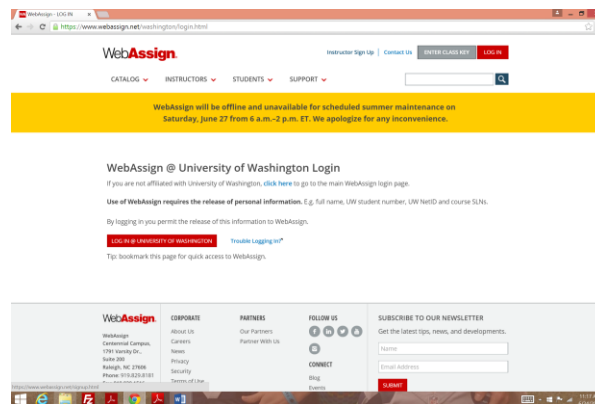 WebAssign - LOG IN
https://www.webassign.net/washington/login.html
WebAssign.
Instructor Sign Up
Contact Us
ENTER CLASS KEY
LOG IN
CATALOG
INSTRUCTORS
STUDENTS
SUPPORT
WebAssign will be offline and unavailable for scheduled summer maintenance on
Saturday, June 27 from 6 a.m.–2 p.m. ET. We apologize for any inconvenience.
WebAssign @ University of Washington Login
If you are not affiliated with University of Washington, click here to go to the main WebAssign login page.
Use of WebAssign requires the release of personal information. E.g. full name, UW student number, UW NetID and course SLNs.
By logging in you permit the release of this information to WebAssign.
LOG IN @ UNIVERSITY OF WASHINGTON
Trouble Logging In?
Tip: bookmark this page for quick access to WebAssign.
WebAssign.
WebAssign
Centennial Campus,
1791 Varsity Dr.,
Suite 200
Raleigh, NC 27606
Phone: 919.829.8181
CORPORATE
About Us
Careers
News
Privacy
Security
Terms of Use
PARTNERS
Our Partners
Partner With Us
FOLLOW US
CONNECT
Blog
Events
SUBSCRIBE TO OUR NEWSLETTER
Get the latest tips, news, and developments.
Name
Email Address
SUBMIT
https://www.webassign.net/signup.html